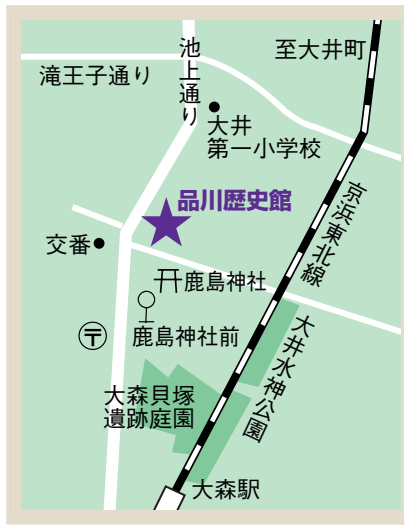 池上通り
至大井町
滝王子通り
大井
第一小学校
品川歴史館
京浜東北線
交番
鹿島神社
〒
鹿島神社前
大井水神公園
大森貝塚
遺跡庭園
大森駅